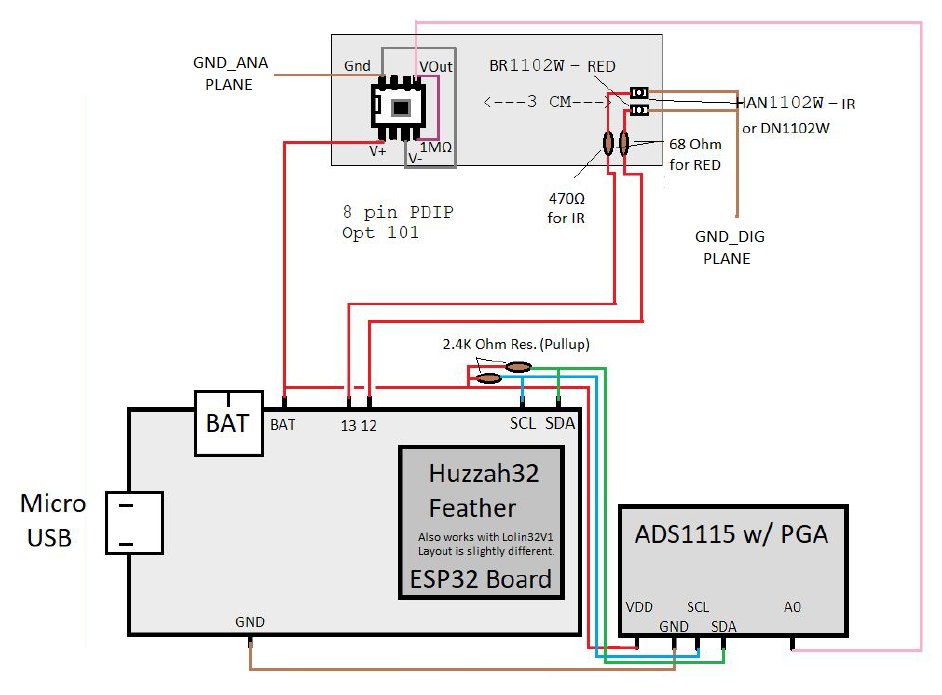 GND_ANA
PLANE
Gnd
VOut
V+
V-
1MΩ
BR1102W - RED
<---3 CM--->
HAN1102W - IR
or DN1102W
68 Ohm
for RED
470Ω
for IR
GND_DIG
PLANE
8 pin PDIP
Opt 101
2.4K Ohm Res. (Pullup)
BAT
BAT
13 12
SCL SDA
Micro
USB
Huzzah32
Feather
Also works with Lolin32V1
Layout is slightly different.
ESP32 Board
GND
ADS1115 w/ PGA
VDD
GND
SCL
SDA
A0